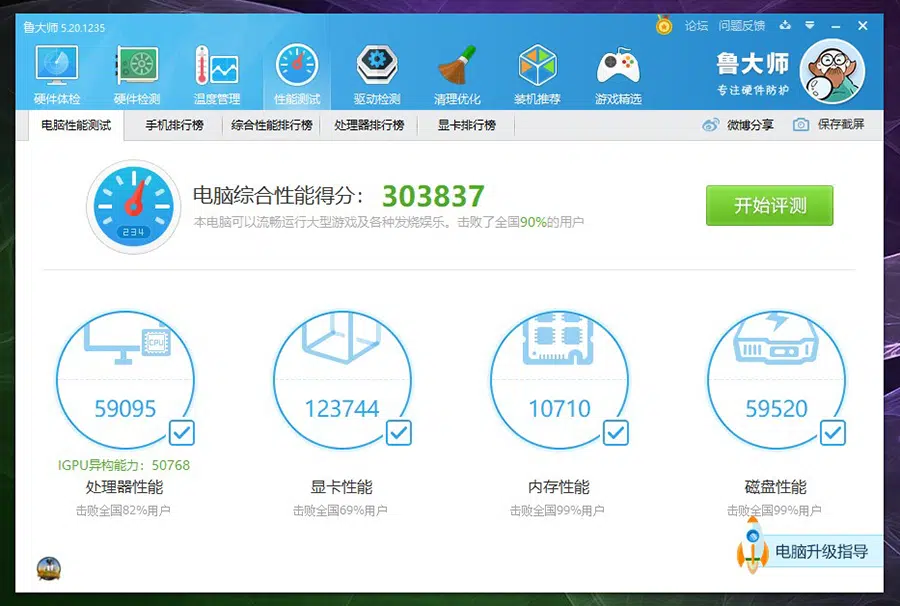 鲁大师 5.20.1235
论坛 问题反馈
硬件体检 硬件检测 温度管理 性能测试 驱动检测 清理优化 装机推荐 游戏精选
鲁大师
专注硬件防护
电脑性能测试 手机排行榜 综合性能排行榜 处理器排行榜 显卡排行榜 微博分享 保存截屏
电脑综合性能得分： 303837
本电脑可以流畅运行大型游戏及各种发烧娱乐。击败了全国90%的用户
开始评测
234
CPU
59095 123744 10710 59520
IGPU异构能力：50768
处理器性能 显卡性能 内存性能 磁盘性能
击败全国82%用户 击败全国69%用户 击败全国99%用户 击败全国99%用户
电脑升级指导